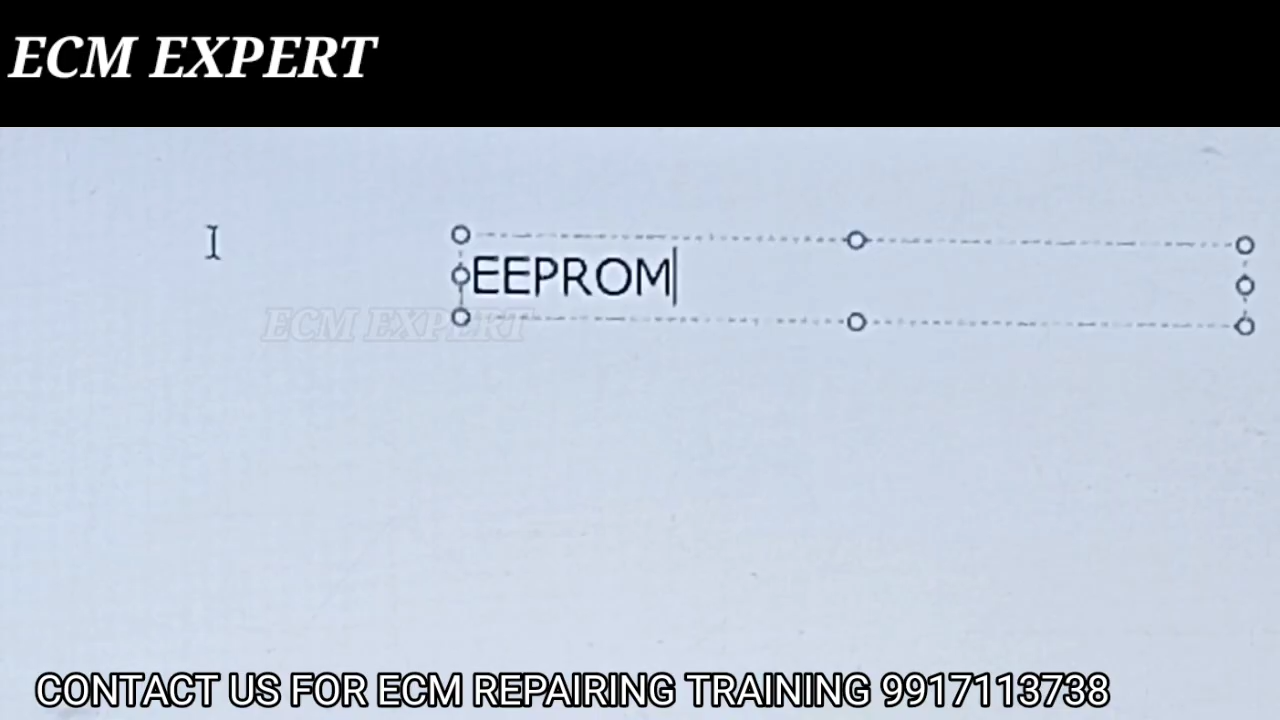 ECM EXPERT
EEPROM
ECM EXPERT
CONTACT US FOR ECM REPAIRING TRAINING 9917113738